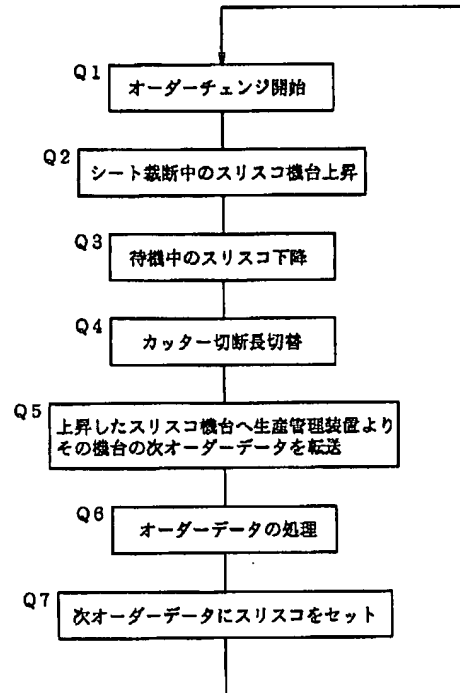 Q1
オーダーチェンジ開始
Q2
シート裁断中のスリスコ機台上昇
Q3
待機中のスリスコ下降
Q4
カッター切断長切替
Q5
上昇したスリスコ機台へ生産管理装置より
その機台の次オーダーデータを転送
Q6
オーダーデータの処理
Q7
次オーダーデータにスリスコをセット